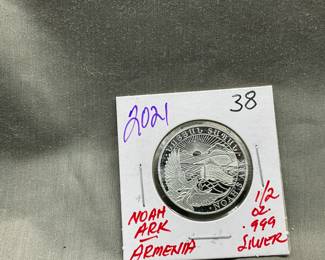 2021
38
NOAH
ARK
ARMENIA
1/2
oz
.999
SILVER